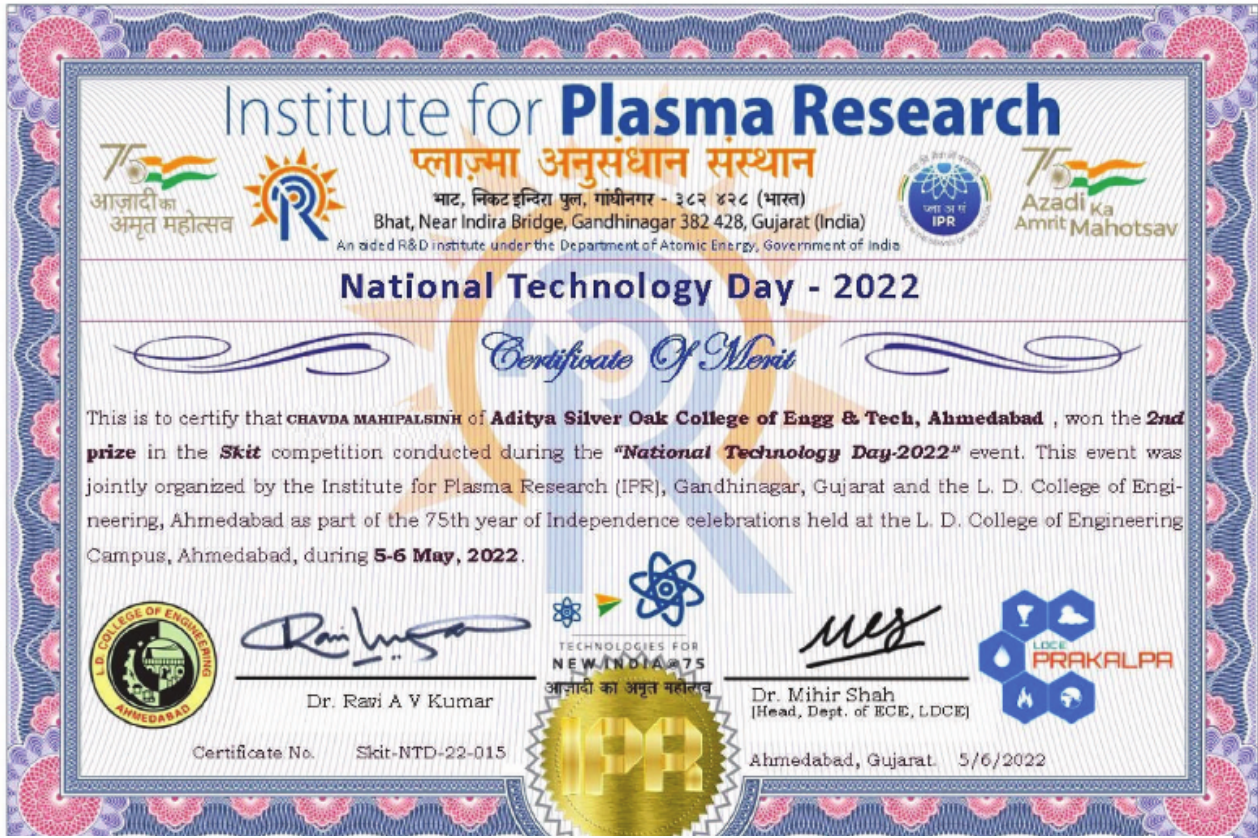 Institute for Plasma Research
प्लाज़्मा अनुसंधान संस्थान
भाट, निकट इन्दिरा पुल, गांधीनगर - ३८२ ४२८ (भारत)
Bhat, Near Indira Bridge, Gandhinagar 382 428, Gujarat (India)
An aided R&D institute under the Department of Atomic Energy, Government of India
75
आज़ादी का
अमृत महोत्सव
प्ला अ सं
IPR
75
Azadi Ka
Amrit Mahotsav
National Technology Day - 2022
Certificate Of Merit
This is to certify that CHAVDA MAHIPALSINH of Aditya Silver Oak College of Engg & Tech, Ahmedabad , won the 2nd
prize in the Skit competition conducted during the "National Technology Day-2022" event. This event was
jointly organized by the Institute for Plasma Research (IPR), Gandhinagar, Gujarat and the L. D. College of Engi-
neering, Ahmedabad as part of the 75th year of Independence celebrations held at the L. D. College of Engineering
Campus, Ahmedabad, during 5-6 May, 2022.
L.D. COLLEGE OF ENGINEERING
AHMEDABAD
Dr. Ravi A V Kumar
TECHNOLOGIES FOR
NEW INDIA@75
आज़ादी का अमृत महोत्सव
IPR
Dr. Mihir Shah
[Head, Dept. of ECE, LDCE]
LDCE
PRAKALPA
Certificate No. Skit-NTD-22-015
Ahmedabad, Gujarat. 5/6/2022